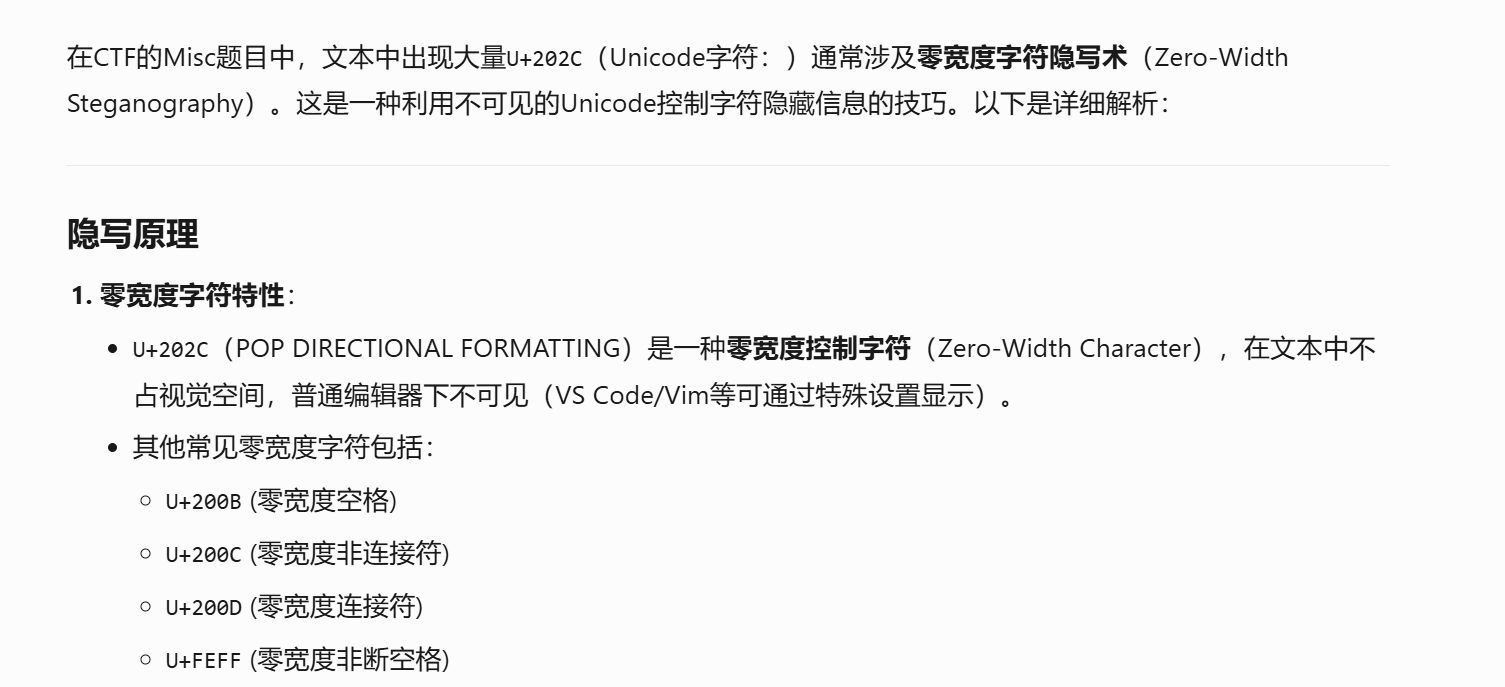 在CTF的Misc题目中，文本中出现大量U+202C（Unicode字符：）通常涉及零宽度字符隐写术（Zero-Width
Steganography）。这是一种利用不可见的Unicode控制字符隐藏信息的技巧。以下是详细解析：
隐写原理
1. 零宽度字符特性：
• U+202C（POP DIRECTIONAL FORMATTING）是一种零宽度控制字符（Zero-Width Character），在文本中不
占视觉空间，普通编辑器下不可见（VS Code/Vim等可通过特殊设置显示）。
• 其他常见零宽度字符包括：
◦ U+200B (零宽度空格)
◦ U+200C (零宽度非连接符)
◦ U+200D (零宽度连接符)
◦ U+FEFF (零宽度非断空格)